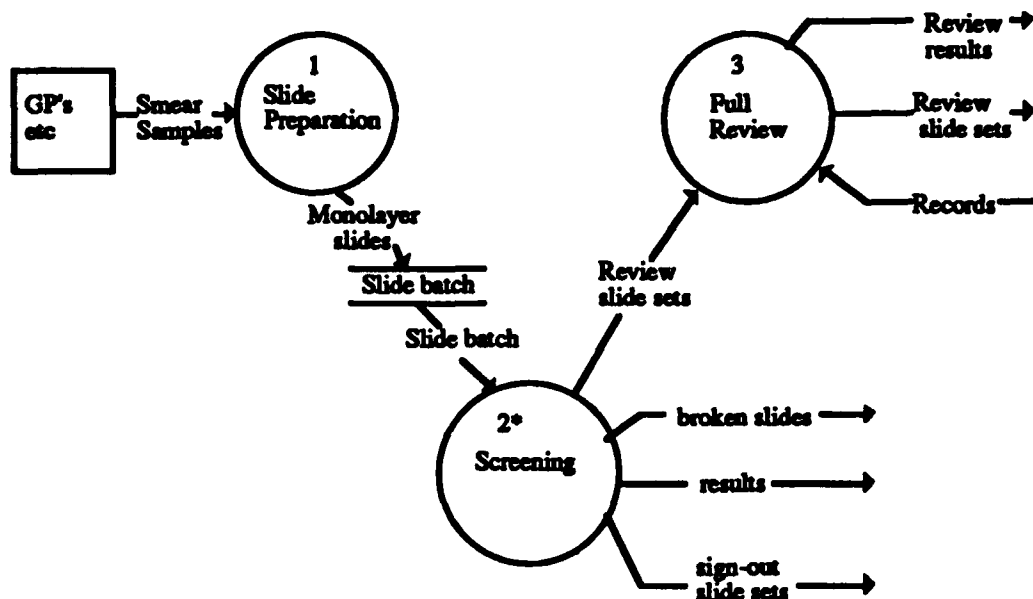 GP's
etc
Smear
Samples
1
Slide
Preparation
Monolayer
slides
Slide batch
Slide batch
2*
Screening
Review
slide sets
3
Pull
Review
Review
results
Review
slide sets
Records
broken slides
results
sign-out
slide sets